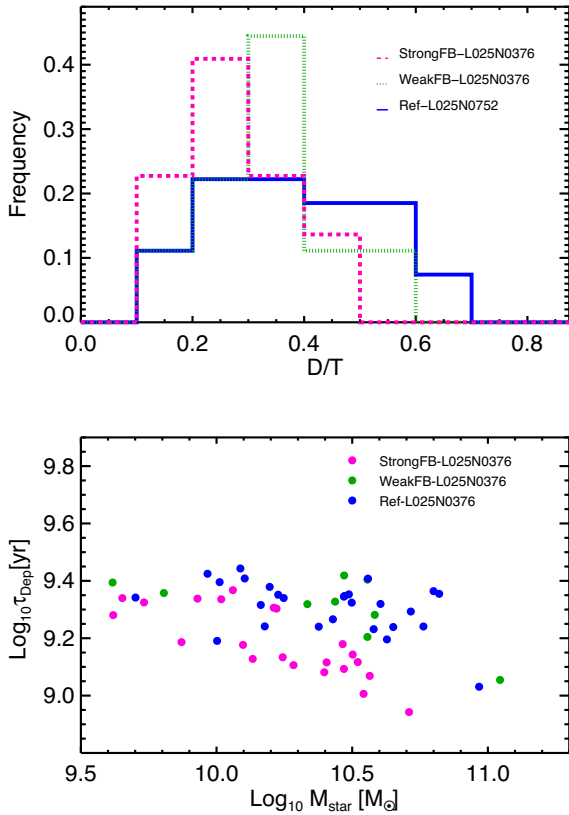 StrongFB-L025N0376
WeakFB-L025N0376
Ref-L025N0752
Frequency
0.4
0.3
0.2
0.1
0.0
0.0 0.2 0.4 0.6 0.8
D/T
StrongFB-L025N0376
WeakFB-L025N0376
Ref-L025N0376
Log₁₀ τDep[yr]
9.8
9.6
9.4
9.2
9.0
9.5 10.0 10.5 11.0
Log₁₀ Mstar [M☉]